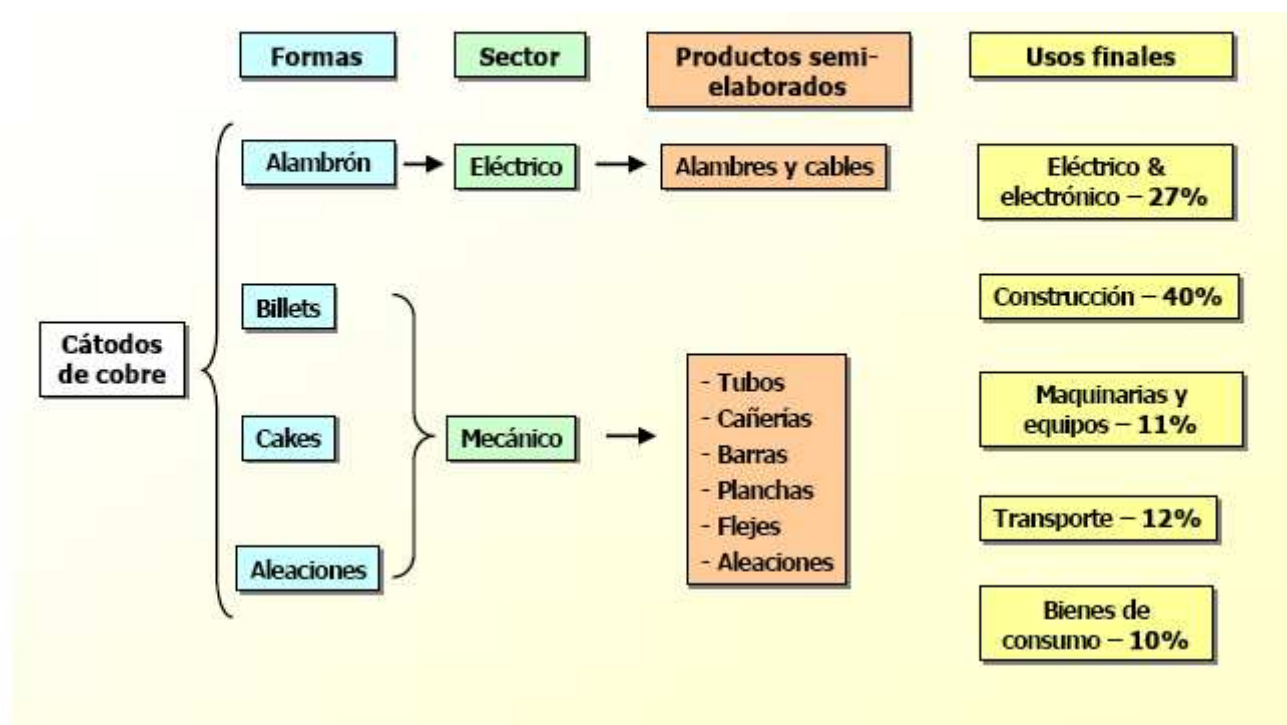 Formas
Sector
Productos semi-
elaborados
Usos finales
Alambrón
Eléctrico
Alambres y cables
Eléctrico &
electrónico – 27%
Billets
Construcción – 40%
Cátodos
de cobre
Cakes
Mecánico
- Tubos
- Cañerías
- Barras
- Planchas
- Flejes
- Aleaciones
Maquinarias y
equipos – 11%
Transporte – 12%
Aleaciones
Bienes de
consumo – 10%